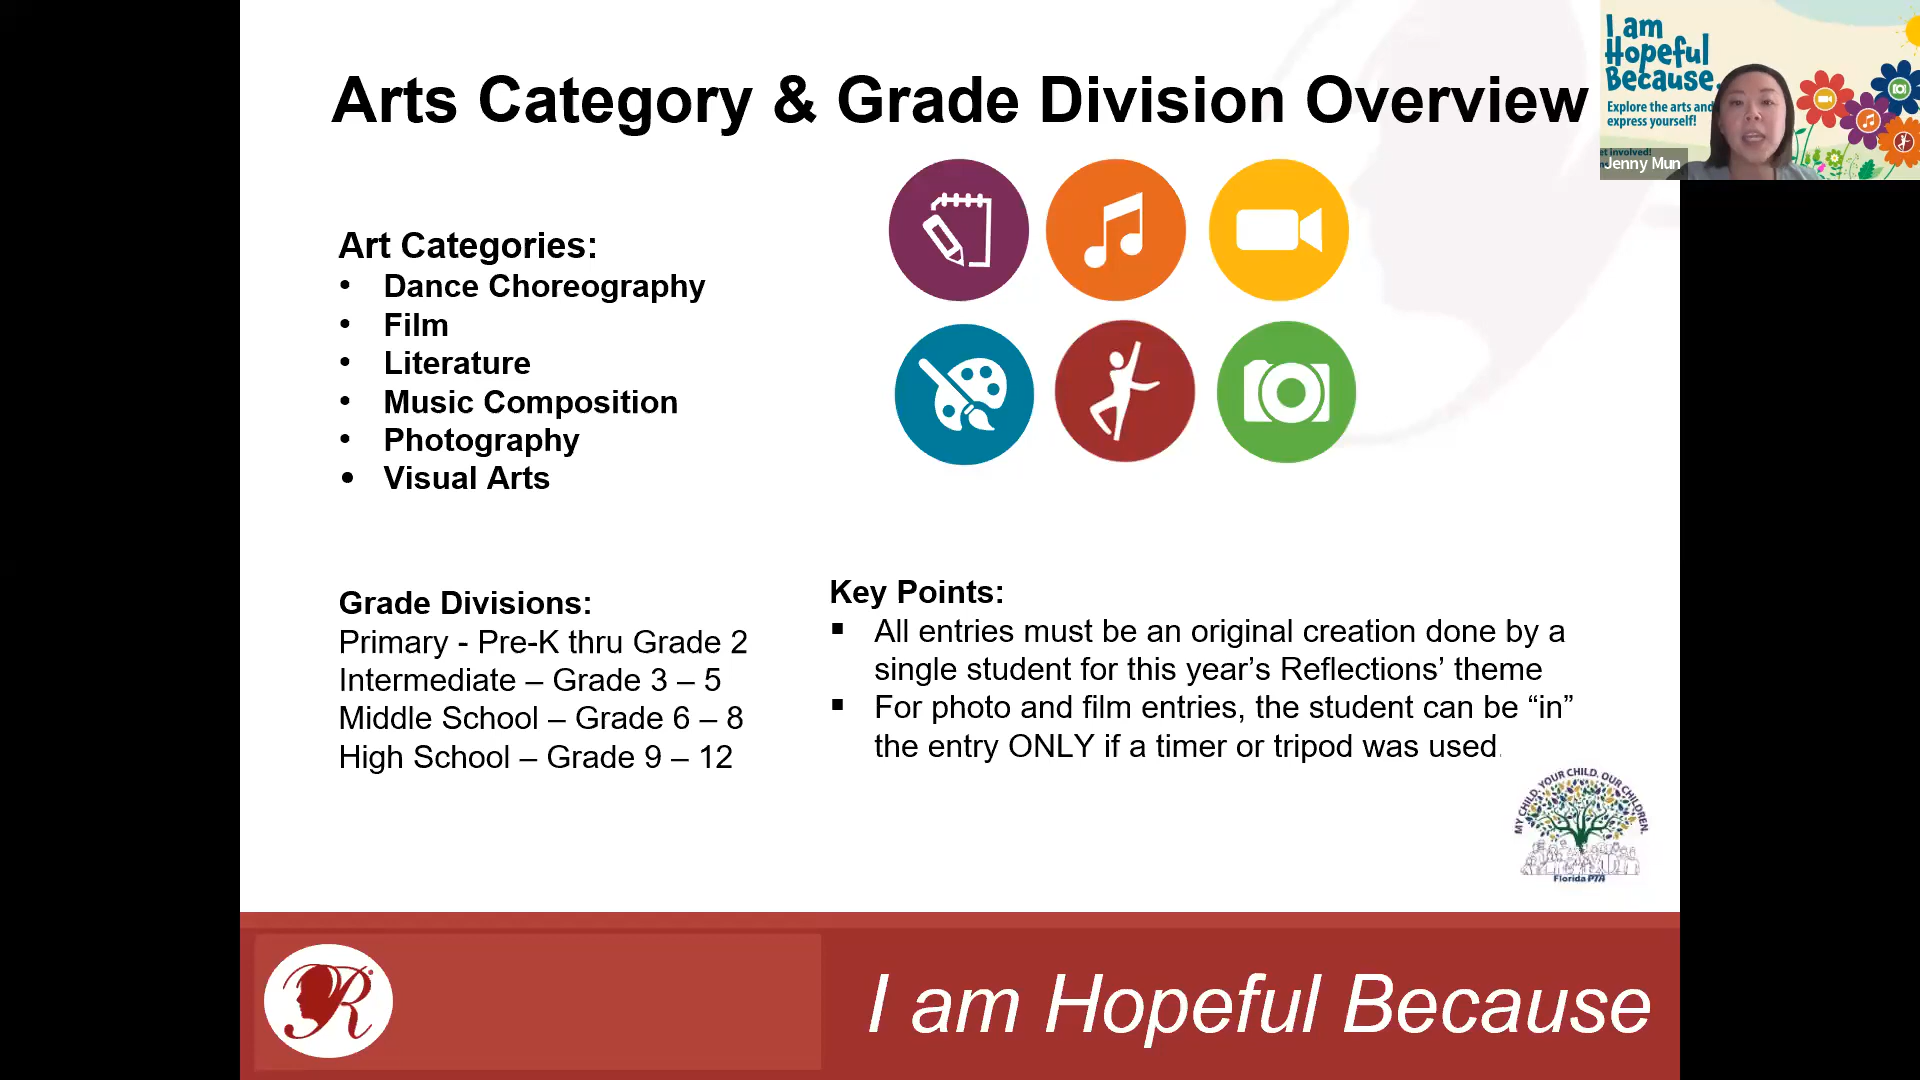 Arts Category & Grade Division Overview
I am
Hopeful
Because
Explore the arts and
express yourself!
et involved!
Jenny Mun
Art Categories:
• Dance Choreography
• Film
• Literature
• Music Composition
• Photography
• Visual Arts
Grade Divisions:
Primary - Pre-K thru Grade 2
Intermediate – Grade 3 – 5
Middle School – Grade 6 – 8
High School – Grade 9 – 12
Key Points:
▪ All entries must be an original creation done by a
single student for this year’s Reflections’ theme
▪ For photo and film entries, the student can be “in”
the entry ONLY if a timer or tripod was used.
MY CHILD, YOUR CHILD, OUR CHILDREN.
Florida PTA
R
I am Hopeful Because